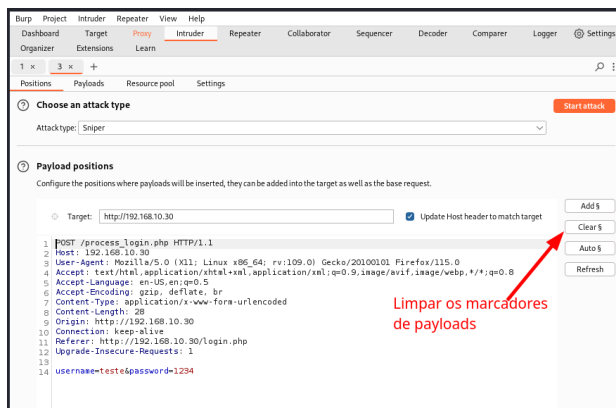 Burp Project Intruder Repeater View Help
Dashboard Target Proxy Intruder Repeater Collaborator Sequencer Decoder Comparer Logger Settings
Organizer Extensions Learn
1 × 3 × +
Positions Payloads Resource pool Settings
? Choose an attack type
Start attack
Attack type: Sniper
? Payload positions
Configure the positions where payloads will be inserted, they can be added into the target as well as the base request.
Add §
Target: http://192.168.10.30 Update Host header to match target
Clear §
Auto §
Refresh
1 POST /process_login.php HTTP/1.1
2 Host: 192.168.10.30
3 User-Agent: Mozilla/5.0 (X11; Linux x86_64; rv:109.0) Gecko/20100101 Firefox/115.0
4 Accept: text/html,application/xhtml+xml,application/xml;q=0.9,image/avif,image/webp,*/*;q=0.8
5 Accept-Language: en-US,en;q=0.5
6 Accept-Encoding: gzip, deflate, br
7 Content-Type: application/x-www-form-urlencoded
8 Content-Length: 28
9 Origin: http://192.168.10.30
10 Connection: keep-alive
11 Referer: http://192.168.10.30/login.php
12 Upgrade-Insecure-Requests: 1
13
14 username=teste&password=1234
Limpar os marcadores
de payloads